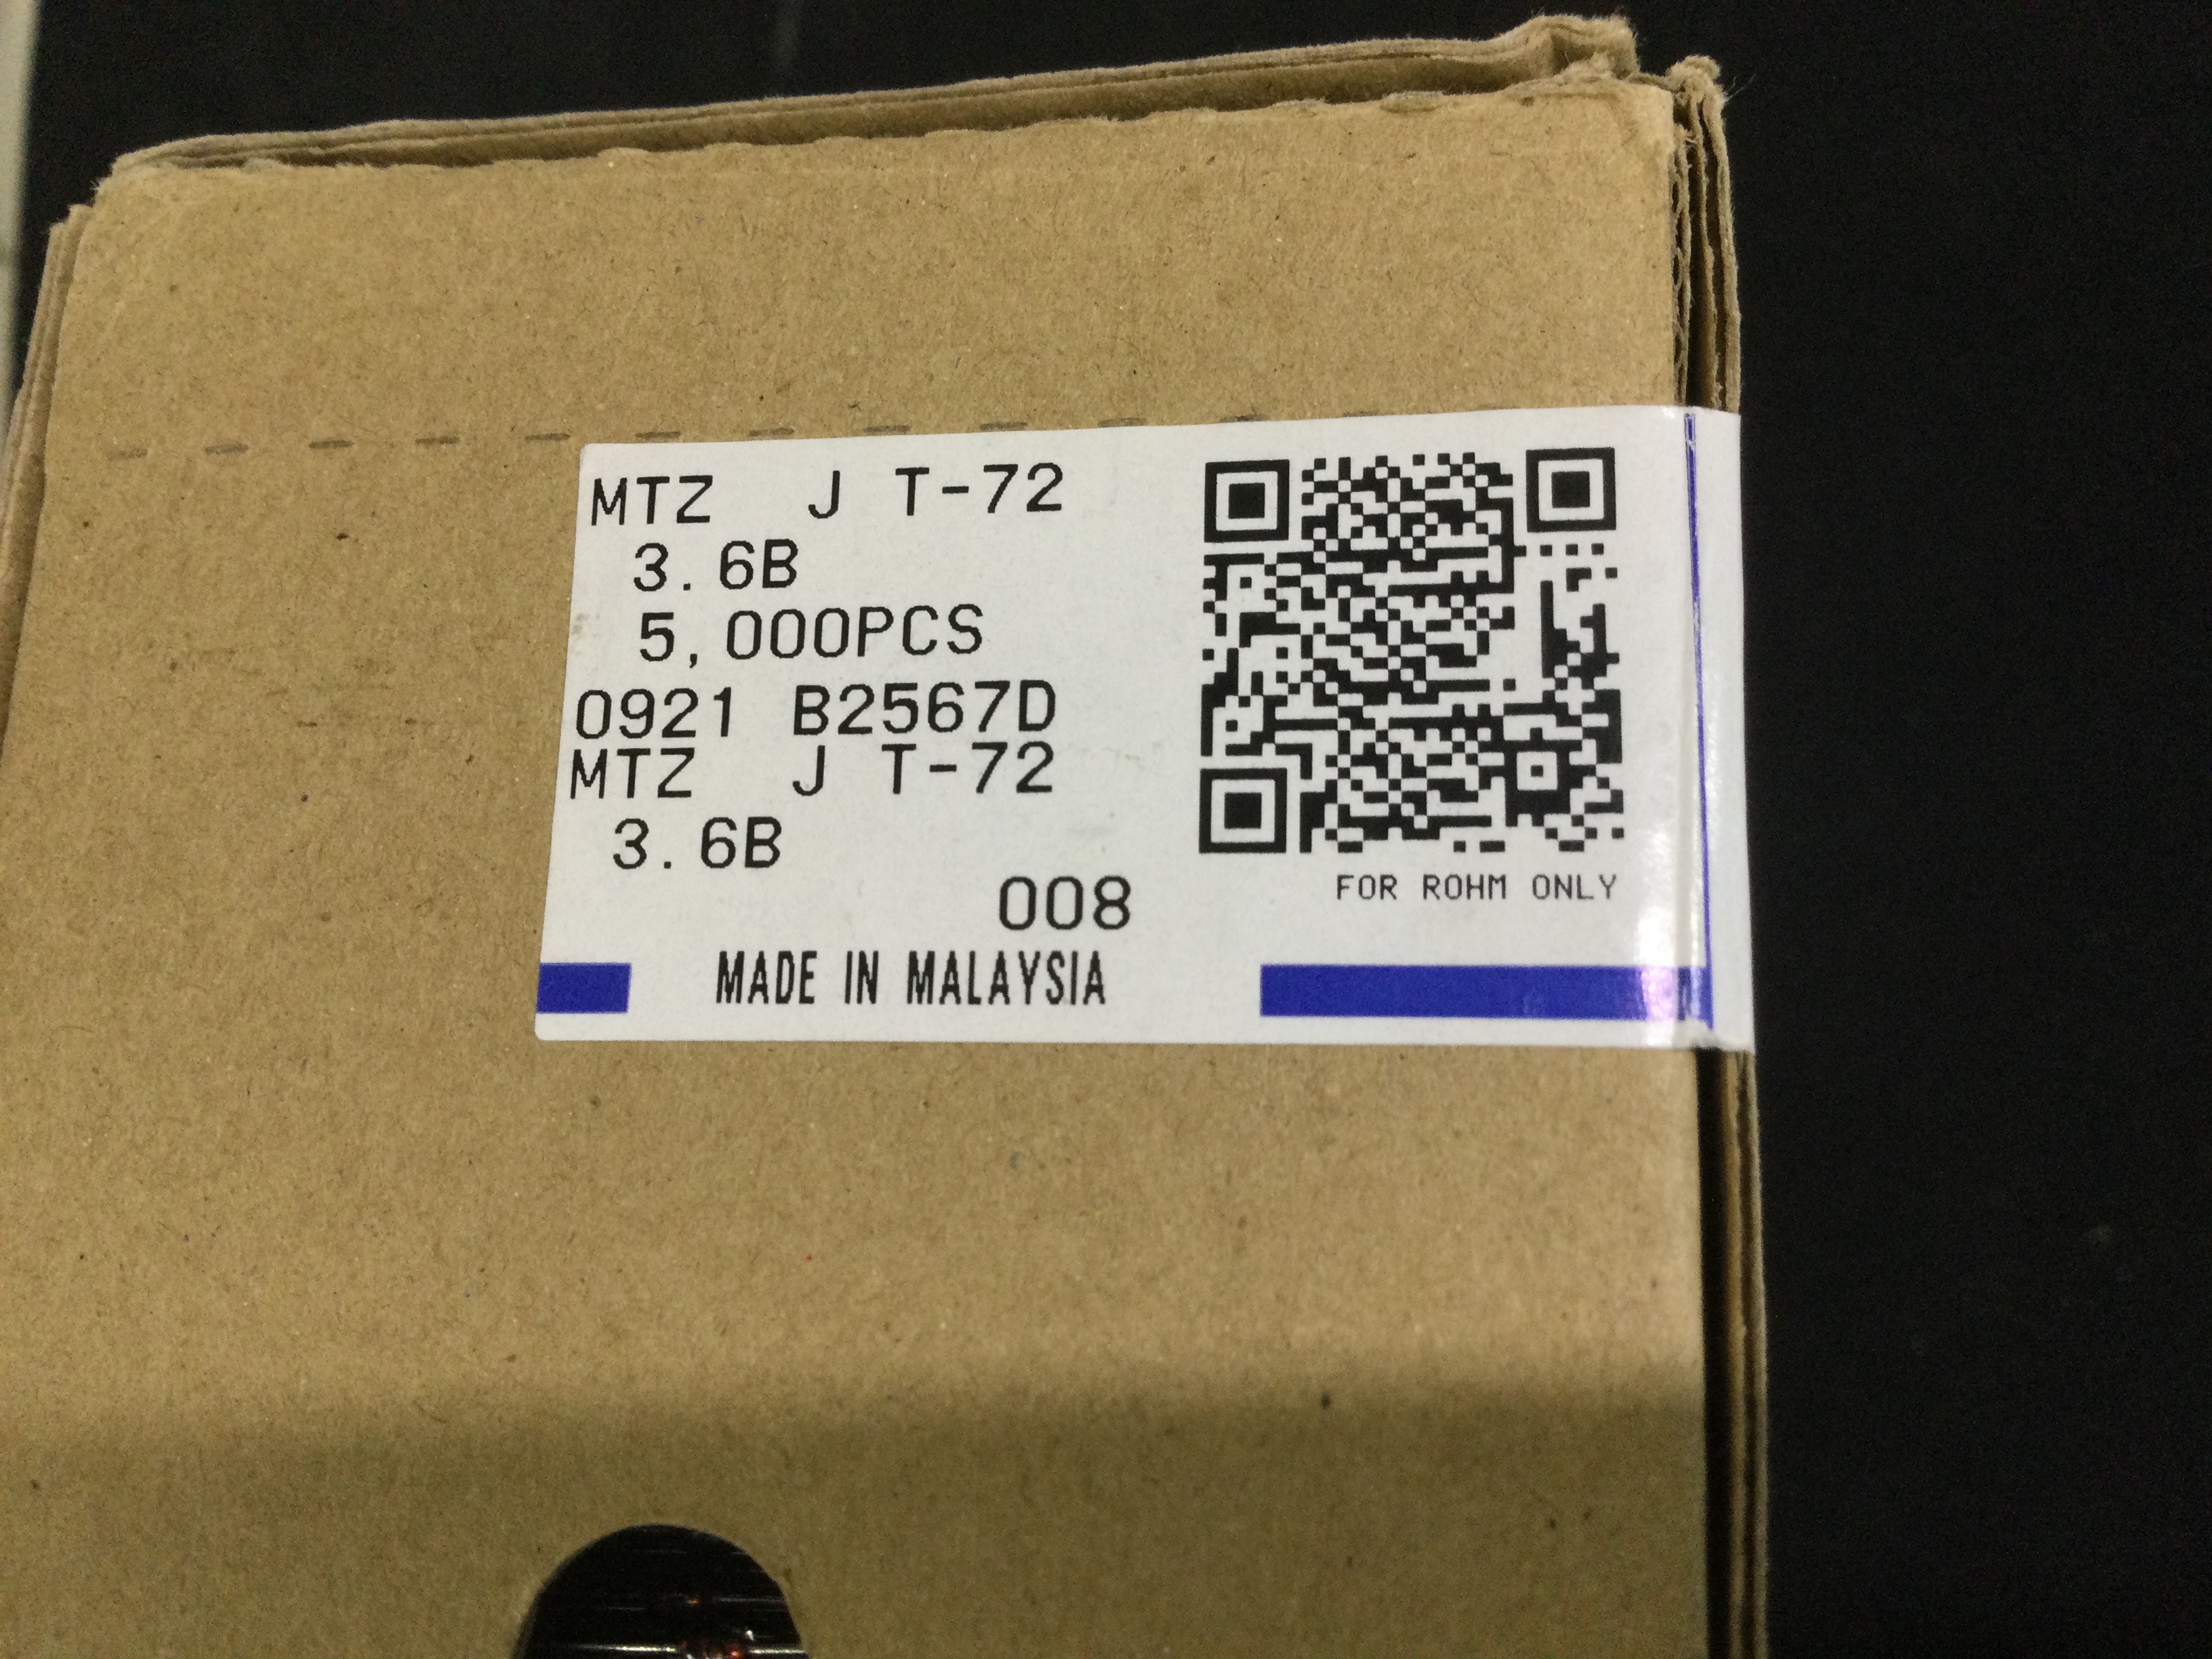 MTZ J T-72
3.6B
5,000PCS
0921 B2567D
MTZ J T-72
3.6B
008
FOR ROHM ONLY
MADE IN MALAYSIA